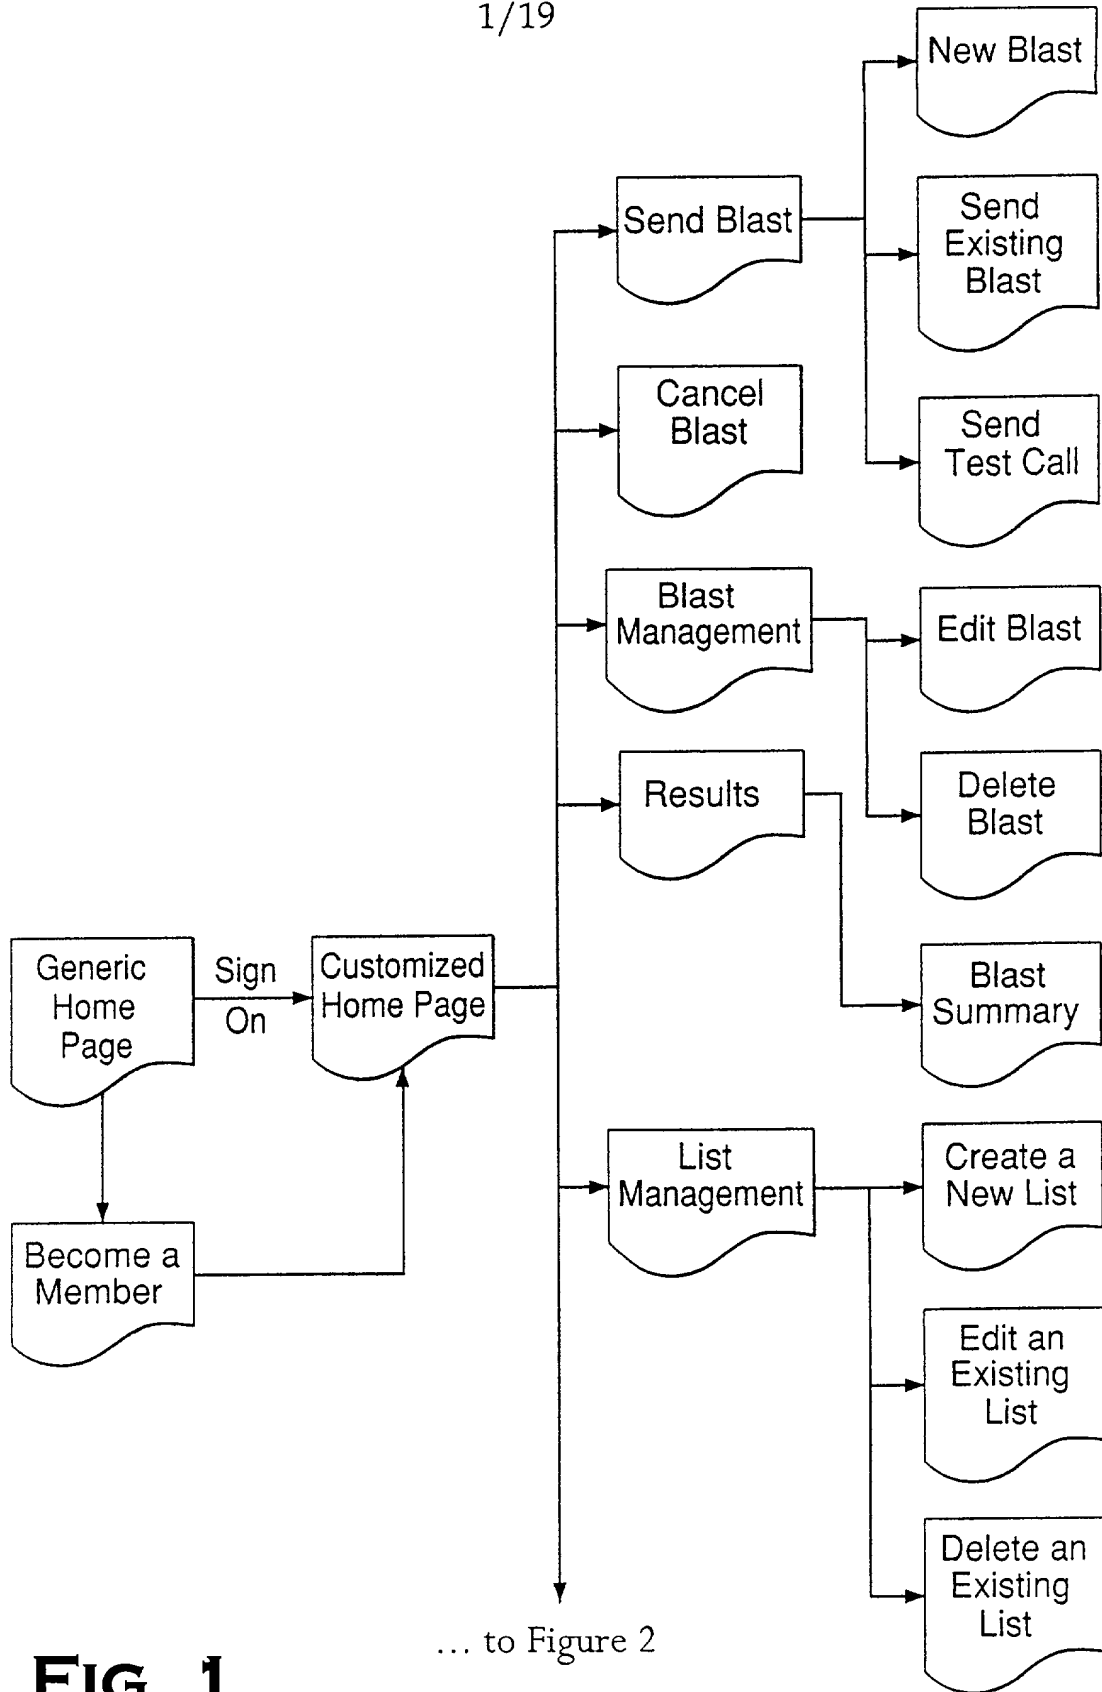 1/19
New Blast
Send Blast
Send
Existing
Blast
Cancel
Blast
Send
Test Call
Blast
Management
Edit Blast
Results
Delete
Blast
Generic
Home
Page
Sign
On
Customized
Home Page
Blast
Summary
List
Management
Create a
New List
Become a
Member
Edit an
Existing
List
Delete an
Existing
List
... to Figure 2
FIG. 1